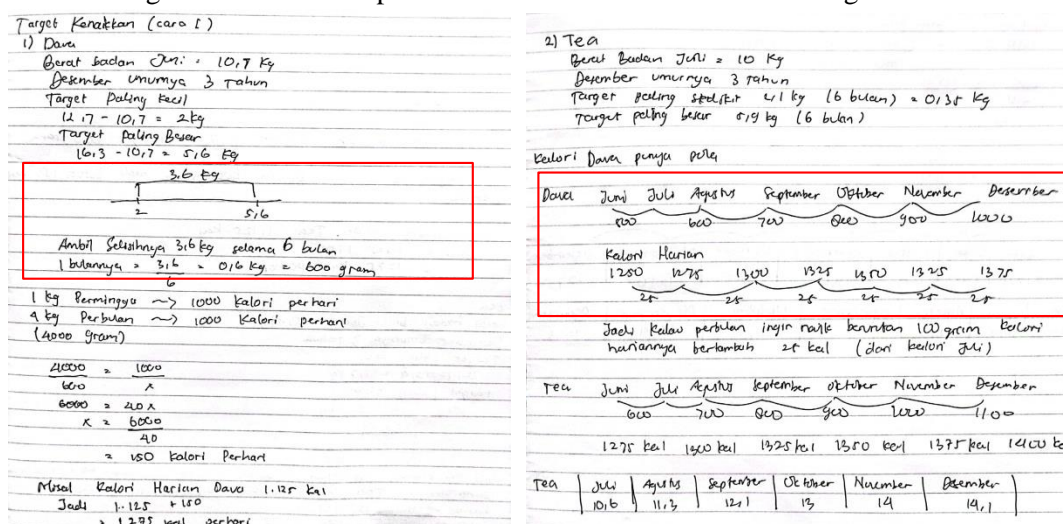 Target Kenaikan (cara 1)
1) Dava
Berat badan Juni = 10,7 kg
Desember umurnya 3 tahun
Target Paling Kecil
12,7 - 10,7 = 2kg
Target Paling Besar
16,3 - 10,7 = 5,6 kg
3,6 kg
2 5,6
Ambil Selisihnya 3,6 kg selama 6 bulan
1 bulannya = 3,6 / 6 = 0,6 kg = 600 gram
1 kg Perminggu ~> 1000 kalori perhari
4 kg Perbulan ~> 1000 kalori perhari
(4000 gram)
4000 = 1000
600 x
6000 = 40 x
x = 6000
40
= 150 kalori Perhari
Misal Kalori Harian Dava 1.125 kal
Jadi 1.125 + 150
= 1.275 kal perhari
2) Tea
Berat Badan Juni = 10 kg
Desember umurnya 3 tahun
Target paling sedikit 4,1 kg (6 bulan) = 0,35 kg
Target paling besar 5,9 kg (6 bulan)
Kalori Dava punya pola
Dava Juni Juli Agustus September Oktober November Desember
500 600 700 800 900 1000
Kalori Harian
1250 1275 1300 1325 1350 1325 1375
25 25 25 25 25 25
Jadi kalau perbulan ingin naik beruntun 100 gram kalori
hariannya bertambah 25 kal (dari kalori Juli)
Tea Juni Juli Agustus September Oktober November Desember
600 700 800 900 1000 1100
1275 kal 1300 kal 1325 kal 1350 kal 1375 kal 1400
Tea Juli Agustus September Oktober November Desember
10,6 11,3 12,1 13 14 14,1